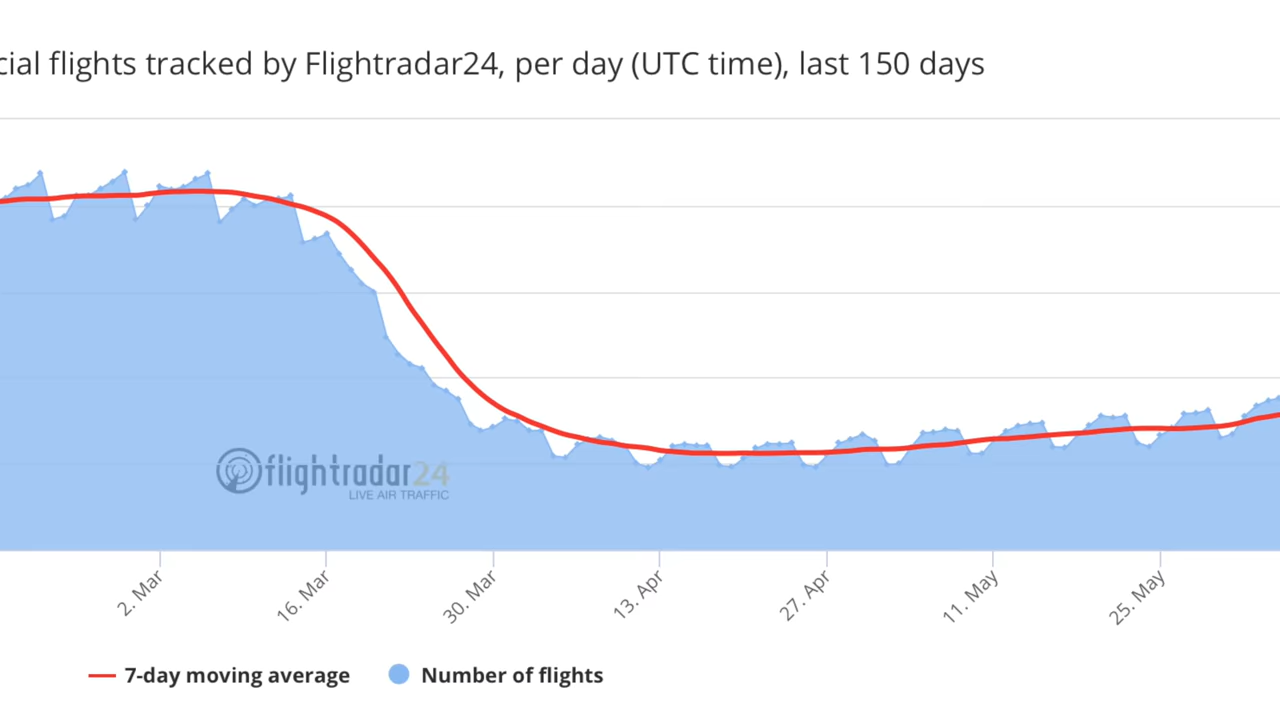 cial flights tracked by Flightradar24, per day (UTC time), last 150 days
flightradar24
LIVE AIR TRAFFIC
2. Mar
16. Mar
30. Mar
13. Apr
27. Apr
11. May
25. May
7-day moving average
Number of flights